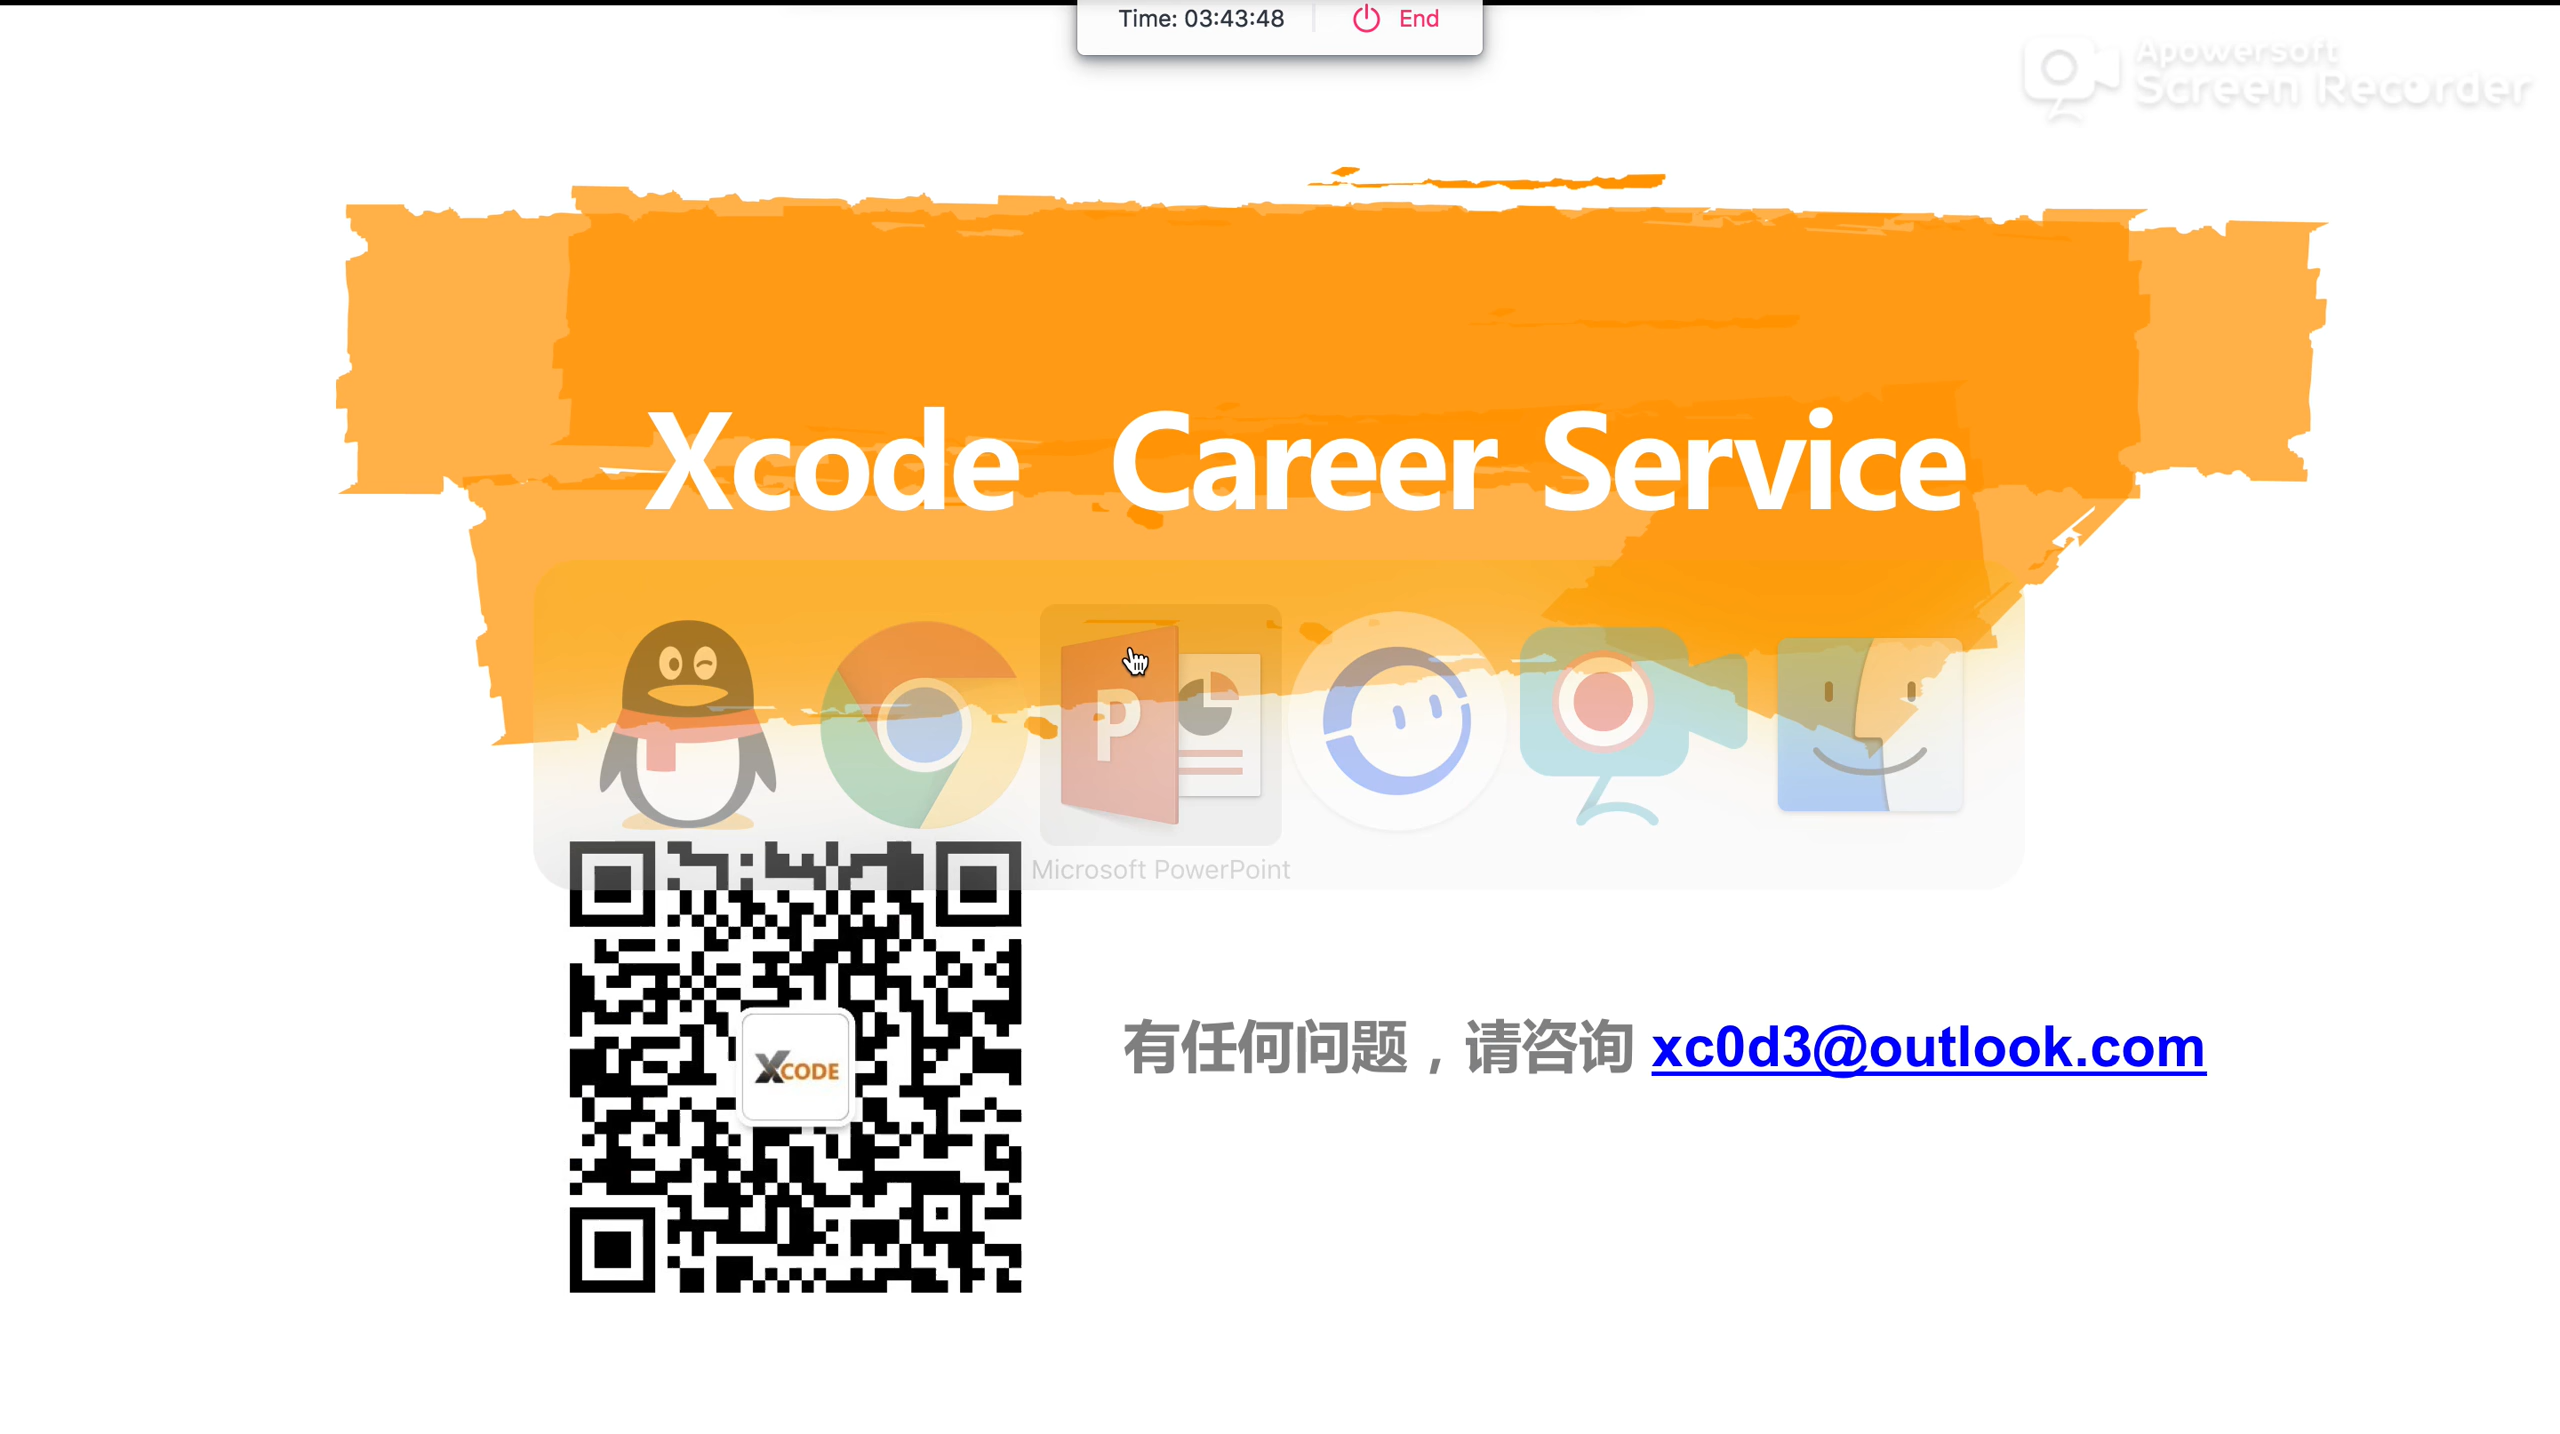 Time: 03:43:48 End
Apowersoft
Screen Recorder
Xcode Career Service
P
Microsoft PowerPoint
XCODE
有任何问题，请咨询 xc0d3@outlook.com